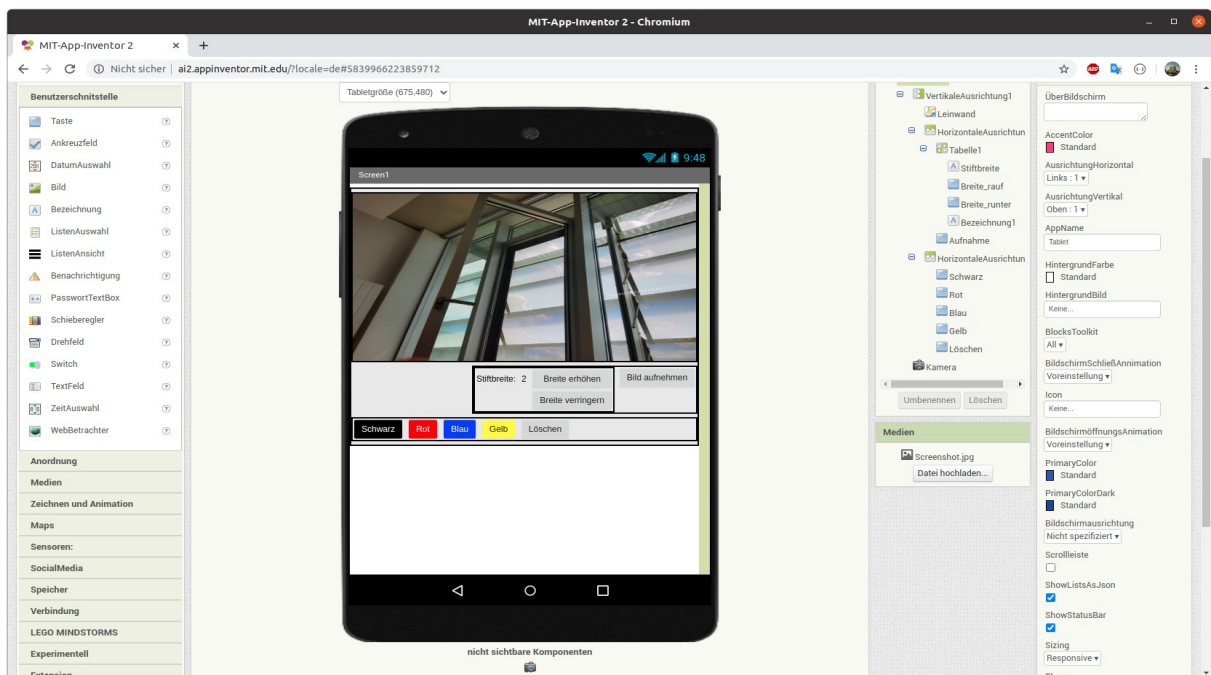 MIT-App-Inventor 2 - Chromium
MIT-App-Inventor 2
Nicht sicher
ai2.appinventor.mit.edu/?locale=de#5839966223859712
ABP
Benutzerschnitstelle
Taste
Ankreuzfeld
DatumAuswahl
Bild
Bezeichnung
ListenAuswahl
ListenAnsicht
Benachrichtigung
PasswortTextBox
Schieberegler
Drehfeld
Switch
TextFeld
ZeitAuswahl
WebBetrachter
Anordnung
Medien
Zeichnen und Animation
Maps
Sensoren:
SocialMedia
Speicher
Verbindung
LEGO MINDSTORMS
Experimentell
Extension
Tabletgröße (675,480)
9:48
Screen1
Stiftbreite: 2 Breite erhöhen Bild aufnehmen
Breite verringern
Schwarz Rot Blau Gelb Löschen
nicht sichtbare Komponenten
VertikaleAusrichtung1
Leinwand
HorizontaleAusrichtun
Tabelle1
Stiftbreite
Breite_rauf
Breite_runter
Bezeichnung1
Aufnahme
HorizontaleAusrichtun
Schwarz
Rot
Blau
Gelb
Löschen
Kamera
Umbenennen Löschen
Medien
Screenshot.jpg
Datei hochladen...
ÜberBildschirm
AccentColor
Standard
AusrichtungHorizontal
Links : 1
AusrichtungVertikal
Oben : 1
AppName
Tablet
HintergrundFarbe
Standard
HintergrundBild
Keine...
BlocksToolkit
All
BildschirmSchließAnnimation
Voreinstellung
Icon
Keine...
BildschirmöffnungsAnimation
Voreinstellung
PrimaryColor
Standard
PrimaryColorDark
Standard
Bildschirmausrichtung
Nicht spezifiziert
Scrollleiste
ShowListsAsJson
ShowStatusBar
Sizing
Responsive